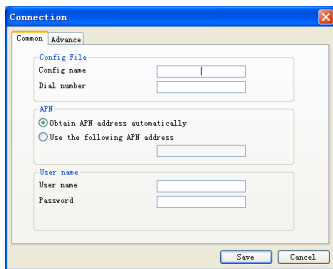 Connection
Common Advance
Config File
Config name
Dial number
APN
Obtain APN address automatically
Use the following APN address
User name
User name
Password
Save Cancel